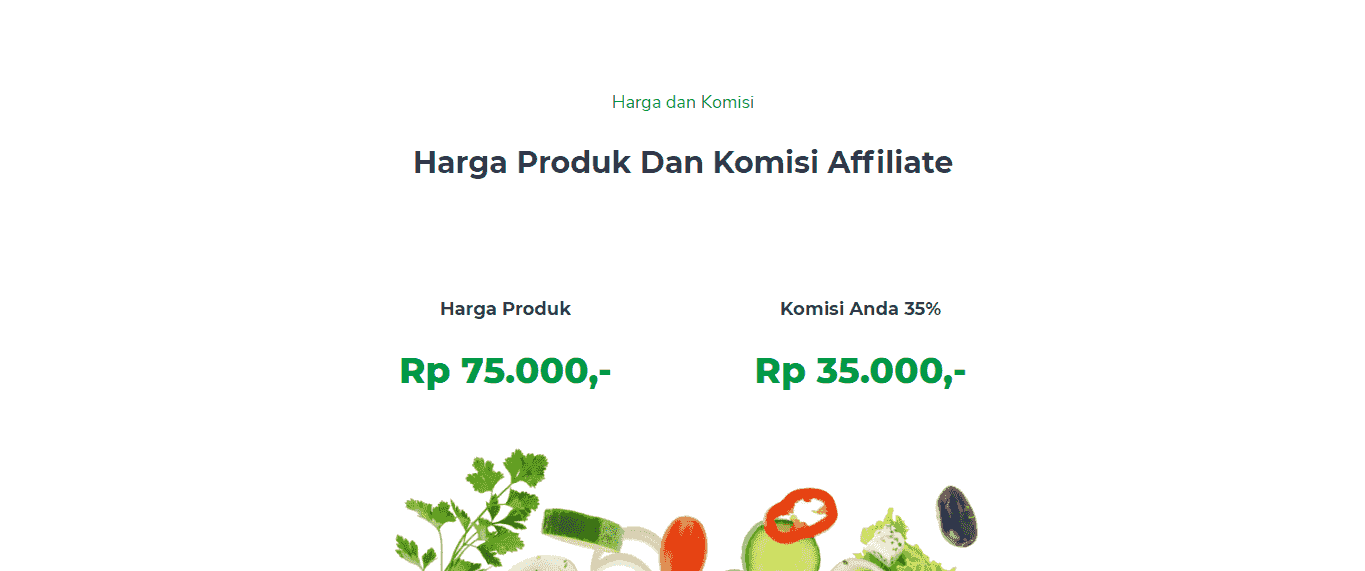 Harga dan Komisi
Harga Produk Dan Komisi Affiliate
Harga Produk
Komisi Anda 35%
Rp 75.000,-
Rp 35.000,-